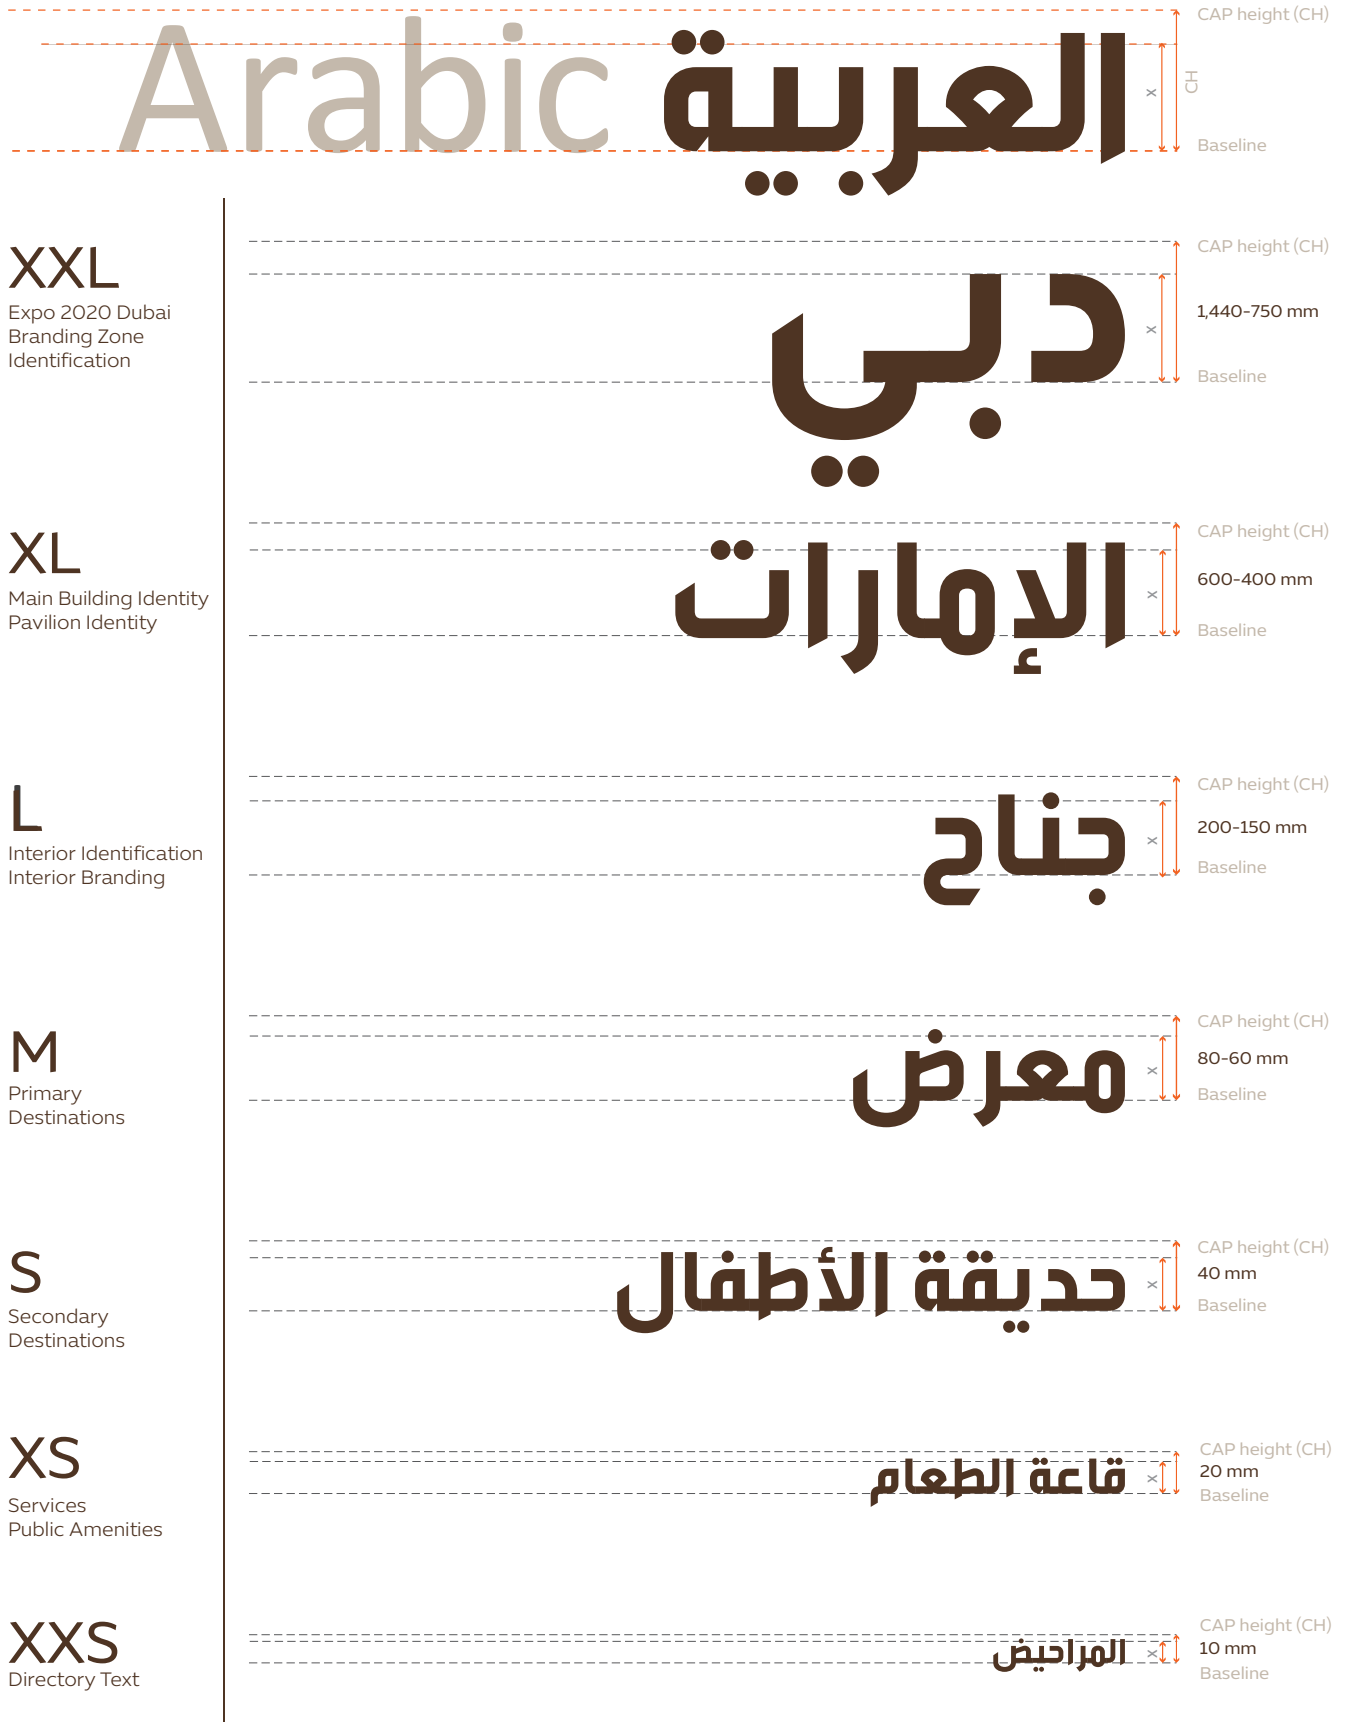 CAP height (CH)
Arabic العربية
X
CH
Baseline
XXL
Expo 2020 Dubai
Branding Zone
Identification
دبي
X
CAP height (CH)
1,440-750 mm
Baseline
XL
Main Building Identity
Pavilion Identity
الإمارات
X
CAP height (CH)
600-400 mm
Baseline
L
Interior Identification
Interior Branding
جناح
X
CAP height (CH)
200-150 mm
Baseline
M
Primary
Destinations
معرض
X
CAP height (CH)
80-60 mm
Baseline
S
Secondary
Destinations
حديقة الأطفال
X
CAP height (CH)
40 mm
Baseline
XS
Services
Public Amenities
قاعة الطعام
X
CAP height (CH)
20 mm
Baseline
XXS
Directory Text
المراحيض
X
CAP height (CH)
10 mm
Baseline